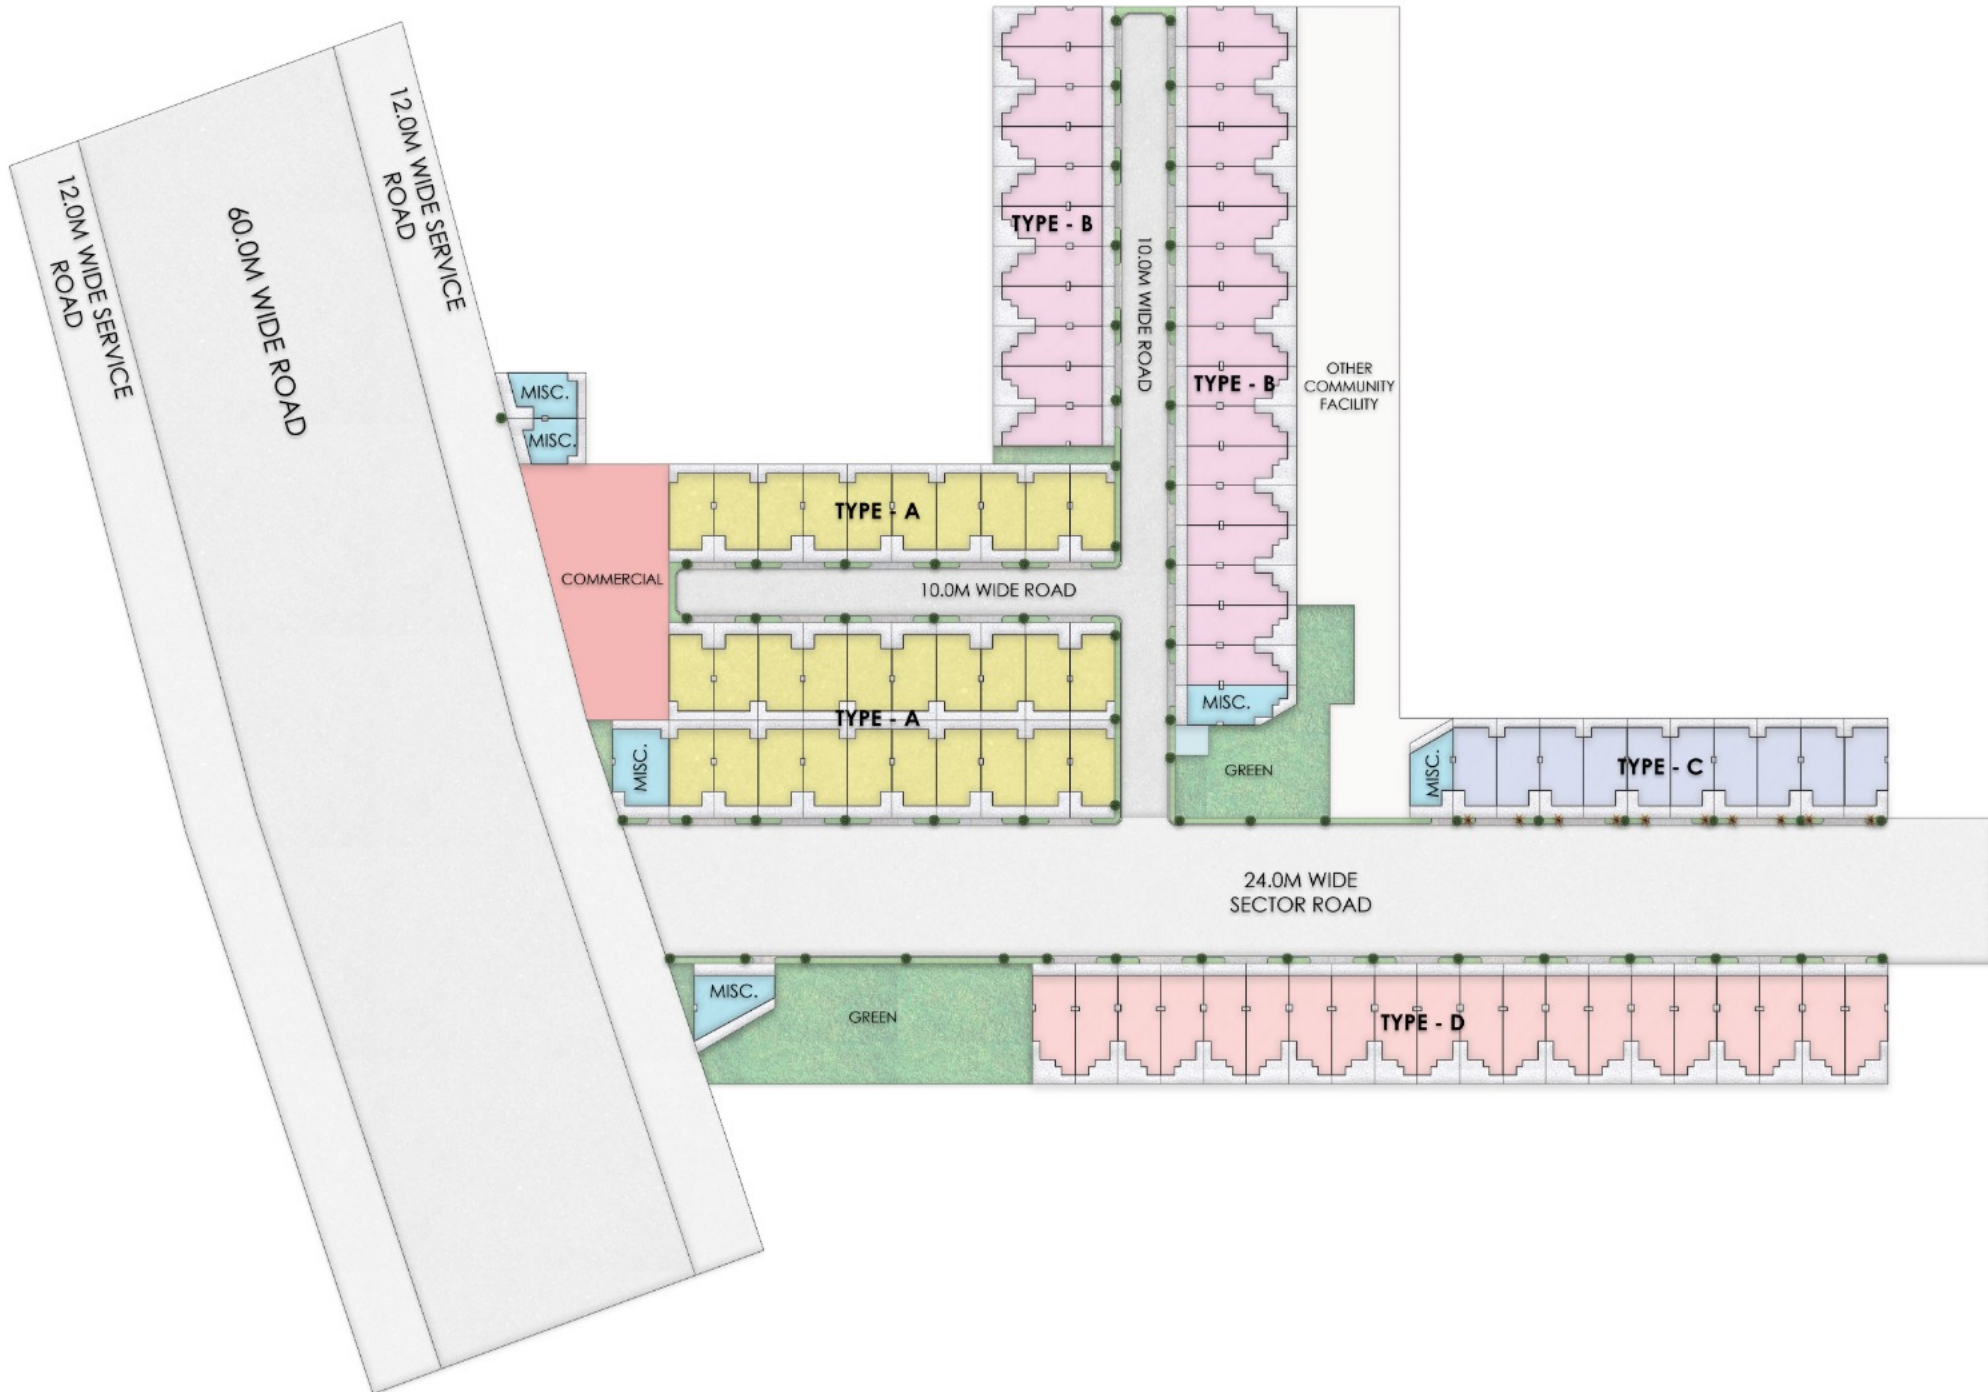 12.0M WIDE SERVICE
ROAD
60.0M WIDE ROAD
12.0M WIDE SERVICE
ROAD
TYPE - B
10.0M WIDE ROAD
TYPE - B
OTHER
COMMUNITY
FACILITY
MISC.
MISC.
TYPE - A
COMMERCIAL
10.0M WIDE ROAD
TYPE - A
MISC.
MISC.
GREEN
MISC.
TYPE - C
24.0M WIDE
SECTOR ROAD
MISC.
GREEN
TYPE - D